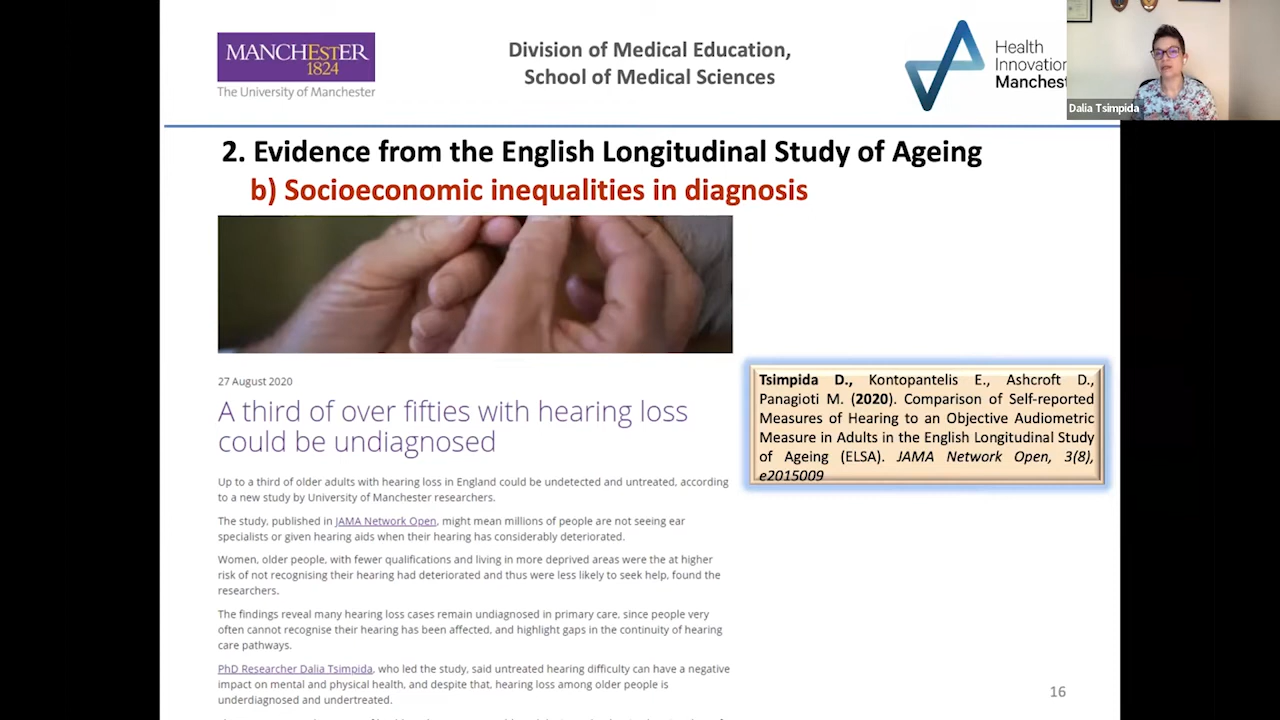 MANCHESTER
1824
The University of Manchester
Division of Medical Education,
School of Medical Sciences
Health
Innovation
Manchest
Dalia Tsimpida
2. Evidence from the English Longitudinal Study of Ageing
b) Socioeconomic inequalities in diagnosis
27 August 2020
A third of over fifties with hearing loss
could be undiagnosed
Up to a third of older adults with hearing loss in England could be undetected and untreated, according
to a new study by University of Manchester researchers.
The study, published in JAMA Network Open, might mean millions of people are not seeing ear
specialists or given hearing aids when their hearing has considerably deteriorated.
Women, older people, with fewer qualifications and living in more deprived areas were the at higher
risk of not recognising their hearing had deteriorated and thus were less likely to seek help, found the
researchers.
The findings reveal many hearing loss cases remain undiagnosed in primary care, since people very
often cannot recognise their hearing has been affected, and highlight gaps in the continuity of hearing
care pathways.
PhD Researcher Dalia Tsimpida, who led the study, said untreated hearing difficulty can have a negative
impact on mental and physical health, and despite that, hearing loss among older people is
underdiagnosed and undertreated.
Tsimpida D., Kontopantelis E., Ashcroft D.,
Panagioti M. (2020). Comparison of Self-reported
Measures of Hearing to an Objective Audiometric
Measure in Adults in the English Longitudinal Study
of Ageing (ELSA). JAMA Network Open, 3(8),
e2015009
16